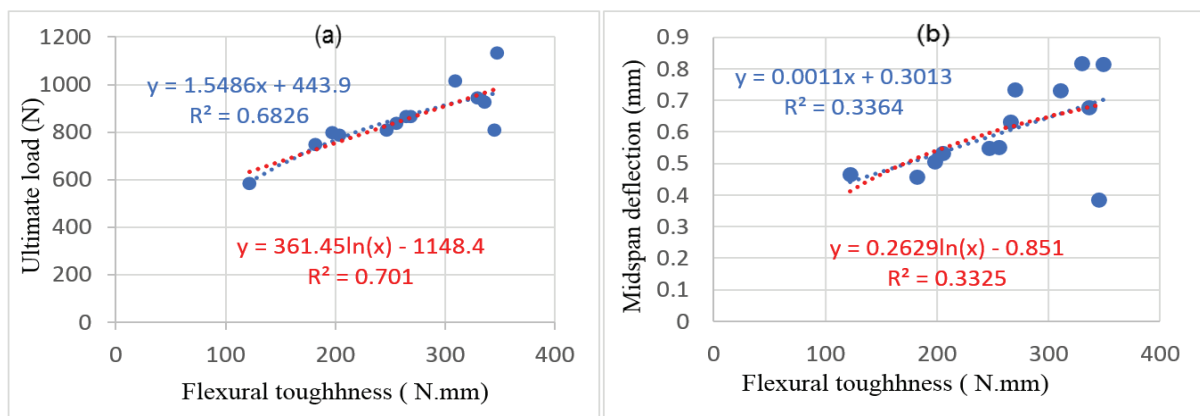 (a)
y = 1.5486x + 443.9
R² = 0.6826
y = 361.45ln(x) - 1148.4
R² = 0.701
Ultimate load (N)
1200
1000
800
600
400
200
0
0 100 200 300 400
Flexural toughhness ( N.mm)
(b)
y = 0.0011x + 0.3013
R² = 0.3364
y = 0.2629ln(x) - 0.851
R² = 0.3325
Midspan deflection (mm)
0.9
0.8
0.7
0.6
0.5
0.4
0.3
0.2
0.1
0
0 100 200 300 400
Flexural toughhness ( N.mm)